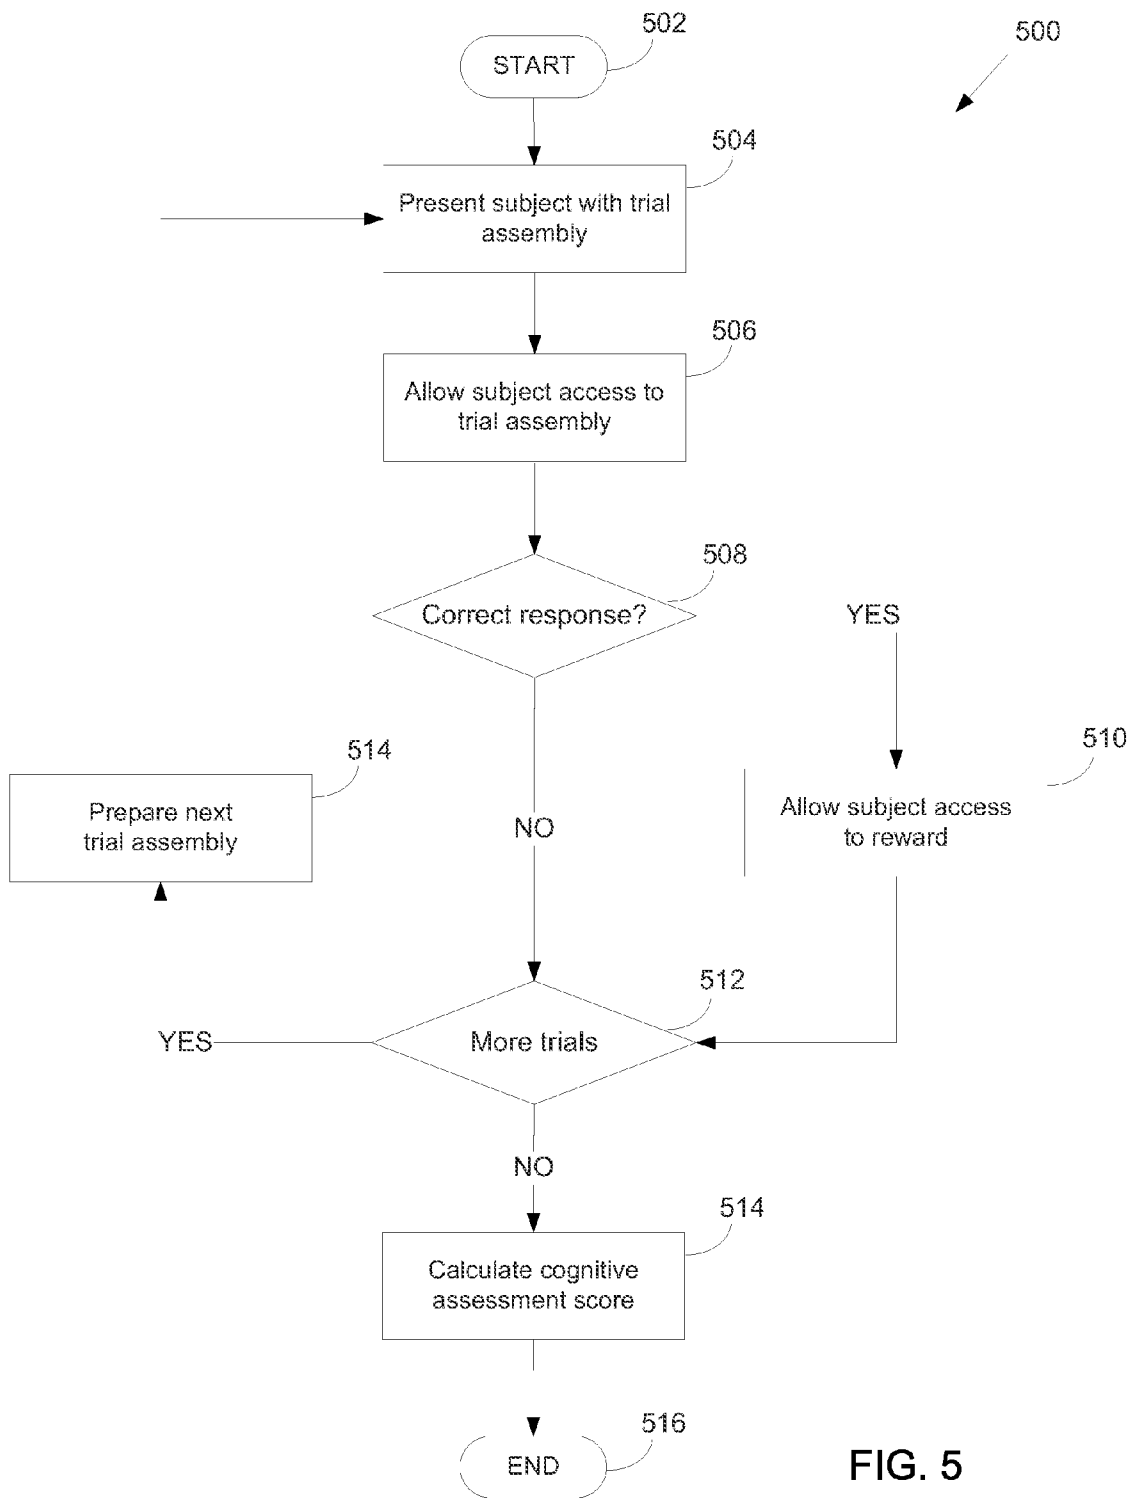 502
500
START
504
Present subject with trial
assembly
506
Allow subject access to
trial assembly
508
Correct response?
YES
514
510
Prepare next
trial assembly
Allow subject access
to reward
NO
512
YES
More trials
NO
514
Calculate cognitive
assessment score
516
END
FIG. 5